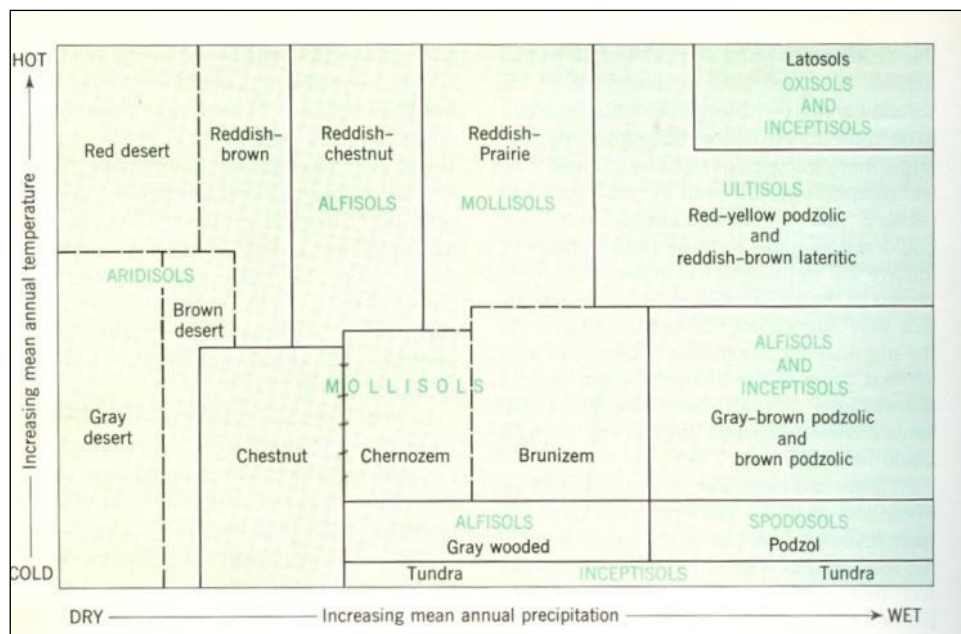 HOT
Latosols
OXISOLS
AND
INCEPTISOLS
Red desert
Reddish–
brown
Reddish–
chestnut
ALFISOLS
Reddish–
Prairie
MOLLISOLS
ULTISOLS
Red–yellow podzolic
and
reddish–brown lateritic
ARIDISOLS
Brown
desert
MOLLISOLS
ALFISOLS
AND
INCEPTISOLS
Gray
desert
Chestnut
Chernozem
Brunizem
Gray–brown podzolic
and
brown podzolic
ALFISOLS
Gray wooded
SPODOSOLS
Podzol
COLD
Tundra
INCEPTISOLS
Tundra
Increasing mean annual temperature
DRY
Increasing mean annual precipitation
WET